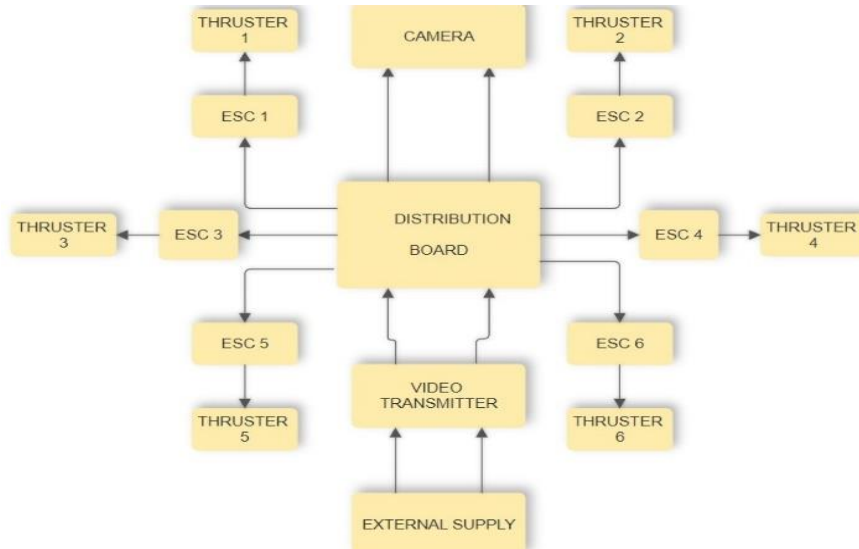 THRUSTER
1
CAMERA
THRUSTER
2
ESC 1
ESC 2
DISTRIBUTION
BOARD
THRUSTER
3
ESC 3
ESC 4
THRUSTER
4
ESC 5
ESC 6
VIDEO
TRANSMITTER
THRUSTER
5
THRUSTER
6
EXTERNAL SUPPLY